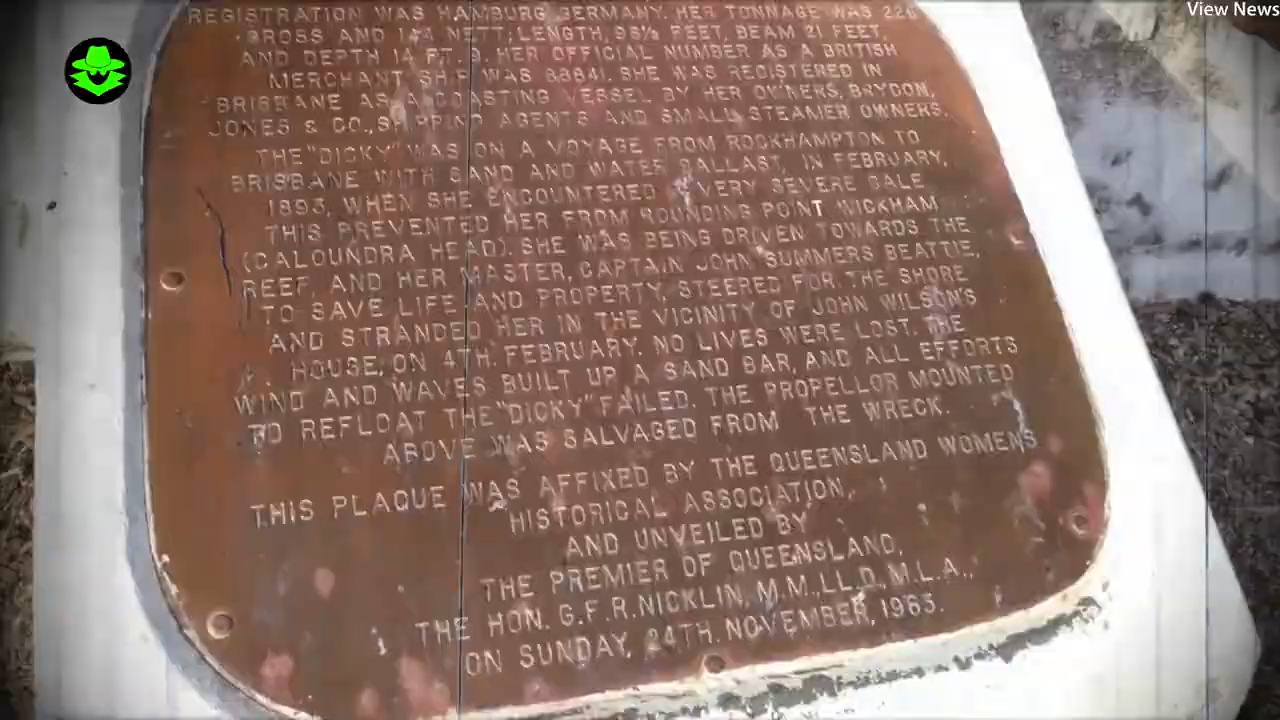 View News
REGISTRATION WAS HAMBURG GERMANY. HER TONNAGE WAS 226
GROSS AND 144 NETT; LENGTH, 96½ FEET, BEAM 21 FEET,
AND DEPTH 14 FT. 9. HER OFFICIAL NUMBER AS A BRITISH
MERCHANT SHIP WAS 88841. SHE WAS REGISTERED IN
BRISBANE AS A COASTING VESSEL BY HER OWNERS, BRYDON,
JONES & CO., SHIPPING AGENTS AND SMALL STEAMER OWNERS.
THE "DICKY" WAS ON A VOYAGE FROM ROCKHAMPTON TO
BRISBANE WITH SAND AND WATER BALLAST, IN FEBRUARY,
1893, WHEN SHE ENCOUNTERED A VERY SEVERE GALE
THIS PREVENTED HER FROM ROUNDING POINT WICKHAM
(CALOUNDRA HEAD). SHE WAS BEING DRIVEN TOWARDS THE
REEF, AND HER MASTER, CAPTAIN JOHN SUMMERS BEATTIE,
TO SAVE LIFE AND PROPERTY, STEERED FOR THE SHORE
AND STRANDED HER IN THE VICINITY OF JOHN WILSON'S
HOUSE, ON 4TH. FEBRUARY. NO LIVES WERE LOST. THE
WIND AND WAVES BUILT UP A SAND BAR, AND ALL EFFORTS
TO REFLOAT THE "DICKY" FAILED. THE PROPELLOR MOUNTED
ABOVE WAS SALVAGED FROM THE WRECK.
THIS PLAQUE WAS AFFIXED BY THE QUEENSLAND WOMENS
HISTORICAL ASSOCIATION,
AND UNVEILED BY
THE PREMIER OF QUEENSLAND,
THE HON. G.F.R.NICKLIN, M.M., LL.D., M.L.A.,
ON SUNDAY, 24TH. NOVEMBER, 1963.